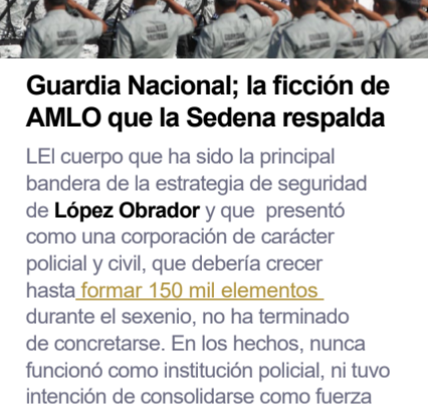 Guardia Nacional; la ficción de
AMLO que la Sedena respalda
LEl cuerpo que ha sido la principal
bandera de la estrategia de seguridad
de López Obrador y que presentó
como una corporación de carácter
policial y civil, que debería crecer
hasta formar 150 mil elementos
durante el sexenio, no ha terminado
de concretarse. En los hechos, nunca
funcionó como institución policial, ni tuvo
intención de consolidarse como fuerza